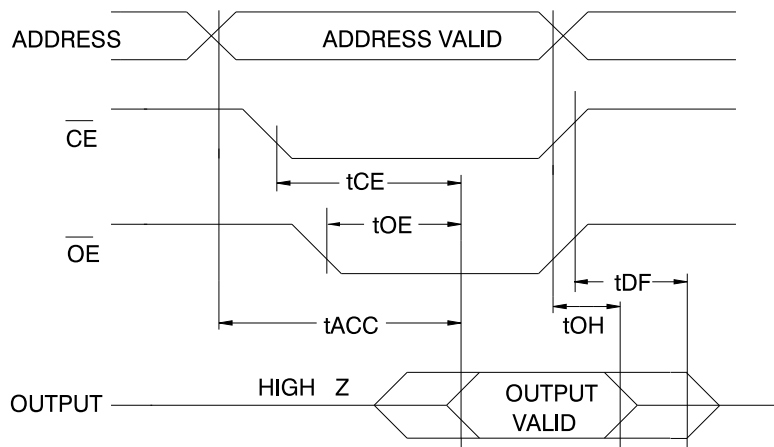 ADDRESS
ADDRESS VALID
CE
tCE
OE
tOE
tDF
tACC
tOH
OUTPUT
HIGH Z
OUTPUT
VALID